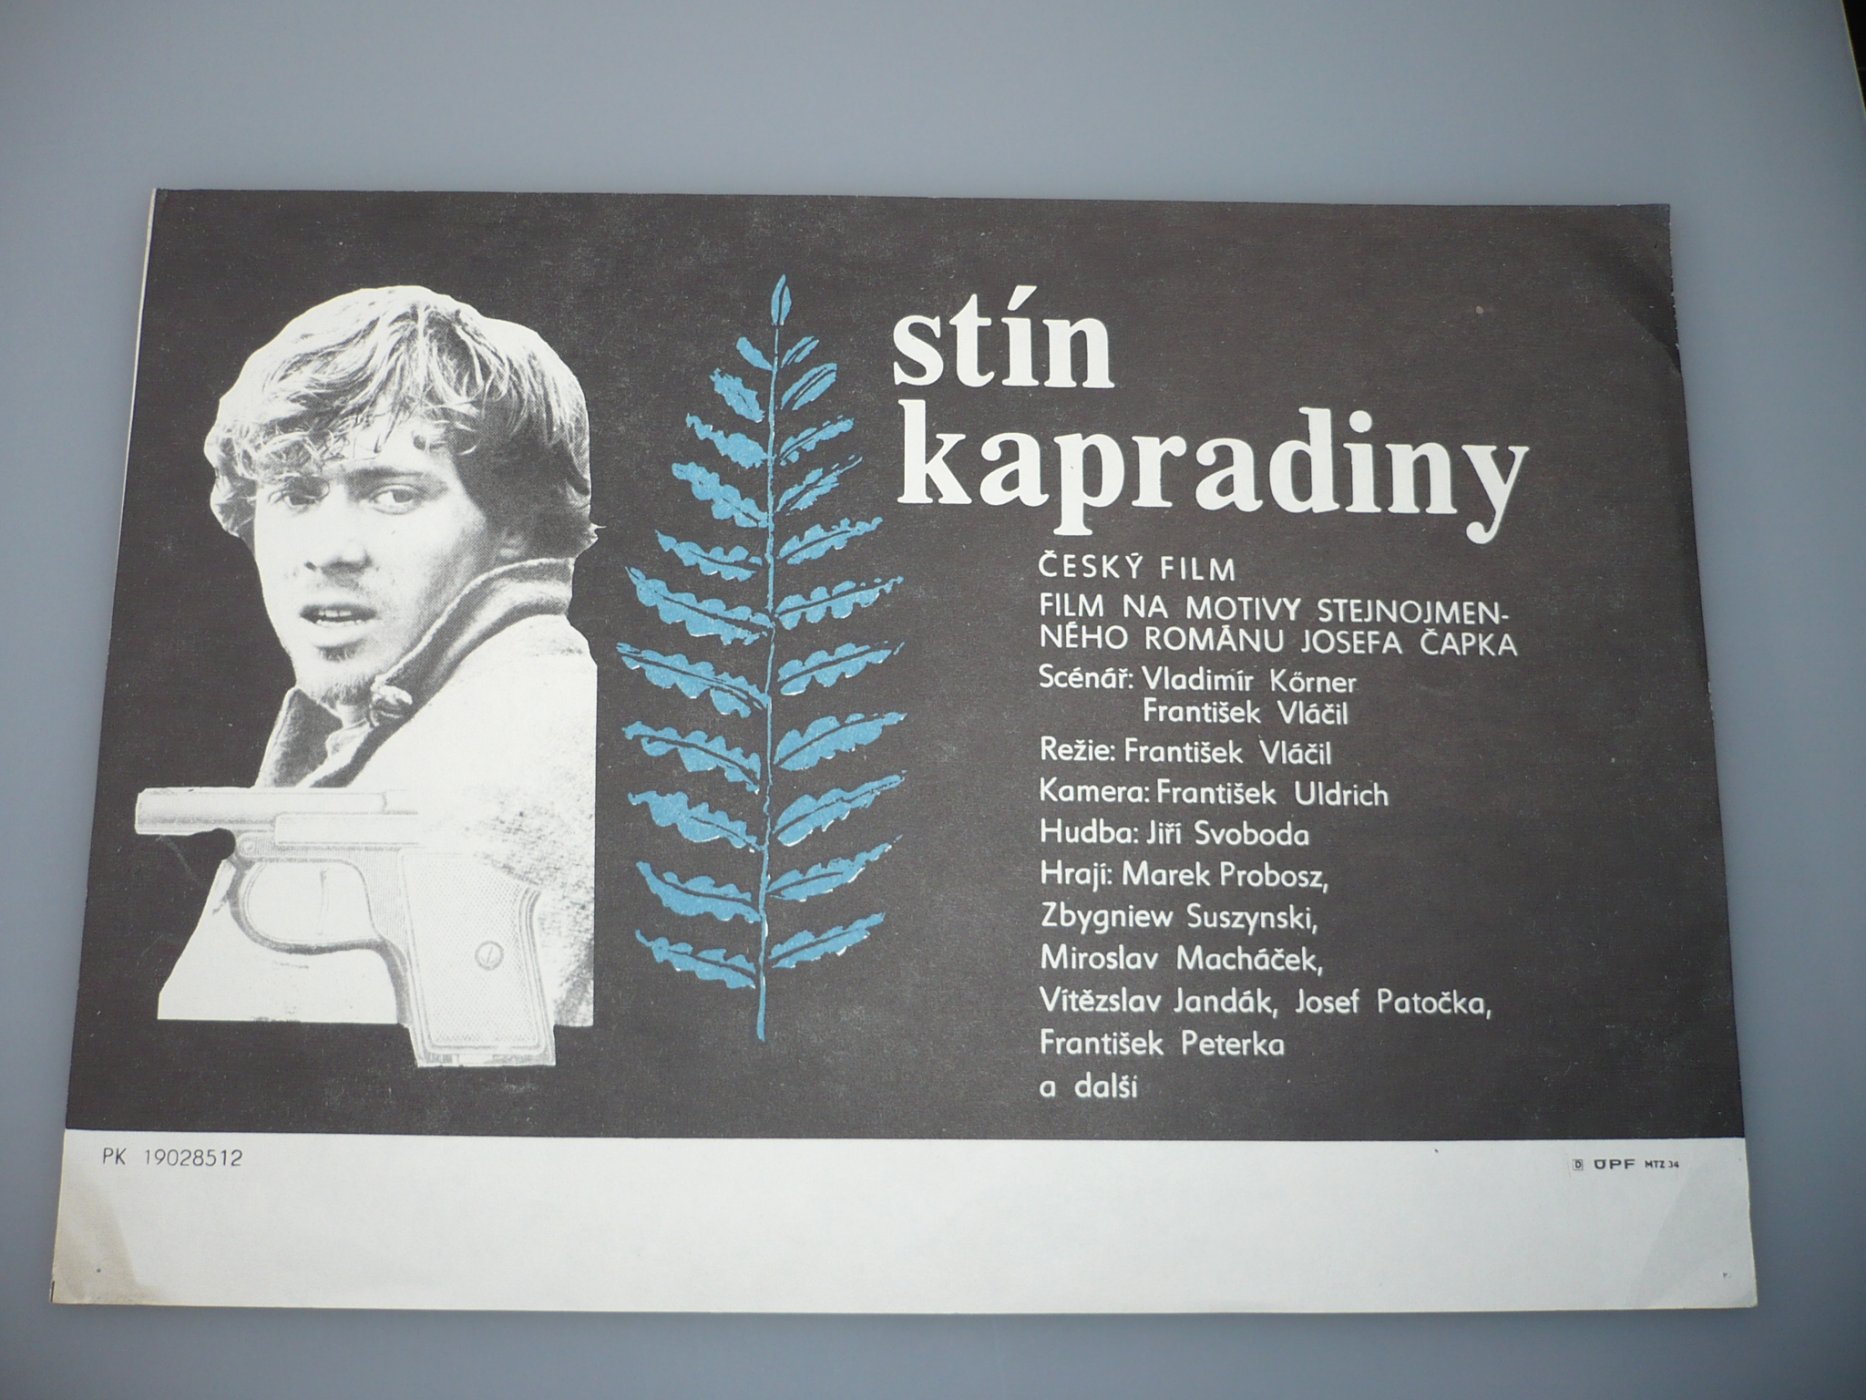 stín
kapradiny
ČESKÝ FILM
FILM NA MOTIVY STEJNOJMEN-
NÉHO ROMÁNU JOSEFA ČAPKA
Scénář: Vladimír Kőrner
František Vláčil
Režie: František Vláčil
Kamera: František Uldrich
Hudba: Jiří Svoboda
Hrají: Marek Probosz,
Zbygniew Suszynski,
Miroslav Macháček,
Vítězslav Jandák, Josef Patočka,
František Peterka
a další
PK 19028512
D ÚPF MTZ 34